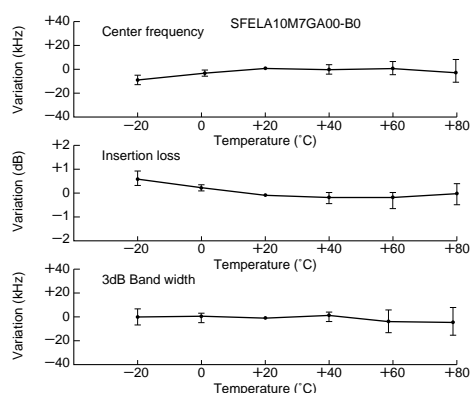 SFELA10M7GA00-B0
Center frequency
Variation (kHz)
+40
+20
0
−20
−40
−20 0 +20 +40 +60 +80
Temperature (˚C)
Insertion loss
Variation (dB)
+2
+1
0
−1
−2
−20 0 +20 +40 +60 +80
Temperature (˚C)
3dB Band width
Variation (kHz)
+40
+20
0
−20
−40
−20 0 +20 +40 +60 +80
Temperature (˚C)